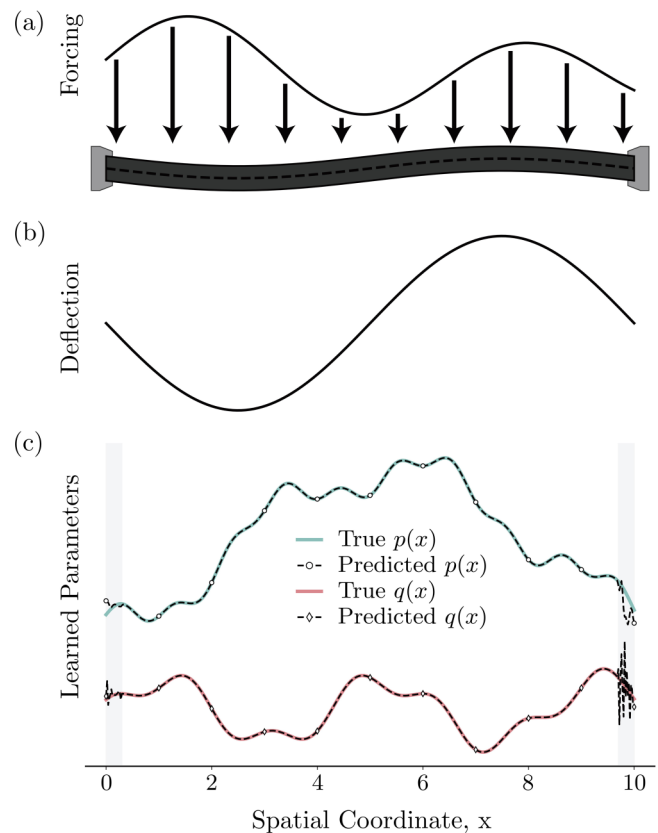 (a)
Forcing
(b)
Deflection
(c)
Learned Parameters
True p(x)
Predicted p(x)
True q(x)
Predicted q(x)
0 2 4 6 8 10
Spatial Coordinate, x